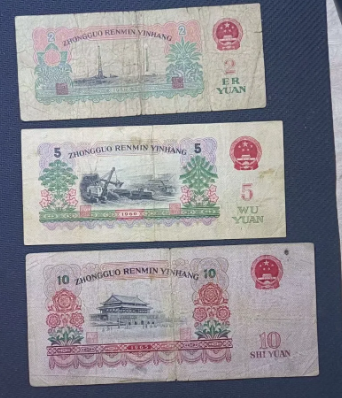 2 ZHONGGUO RENMIN YINHANG 2
2
ER
YUAN
5 ZHONGGUO RENMIN YINHANG 5
5
WU
YUAN
1960
10 ZHONGGUO RENMIN YINHANG 10
10
SHI YUAN
1965